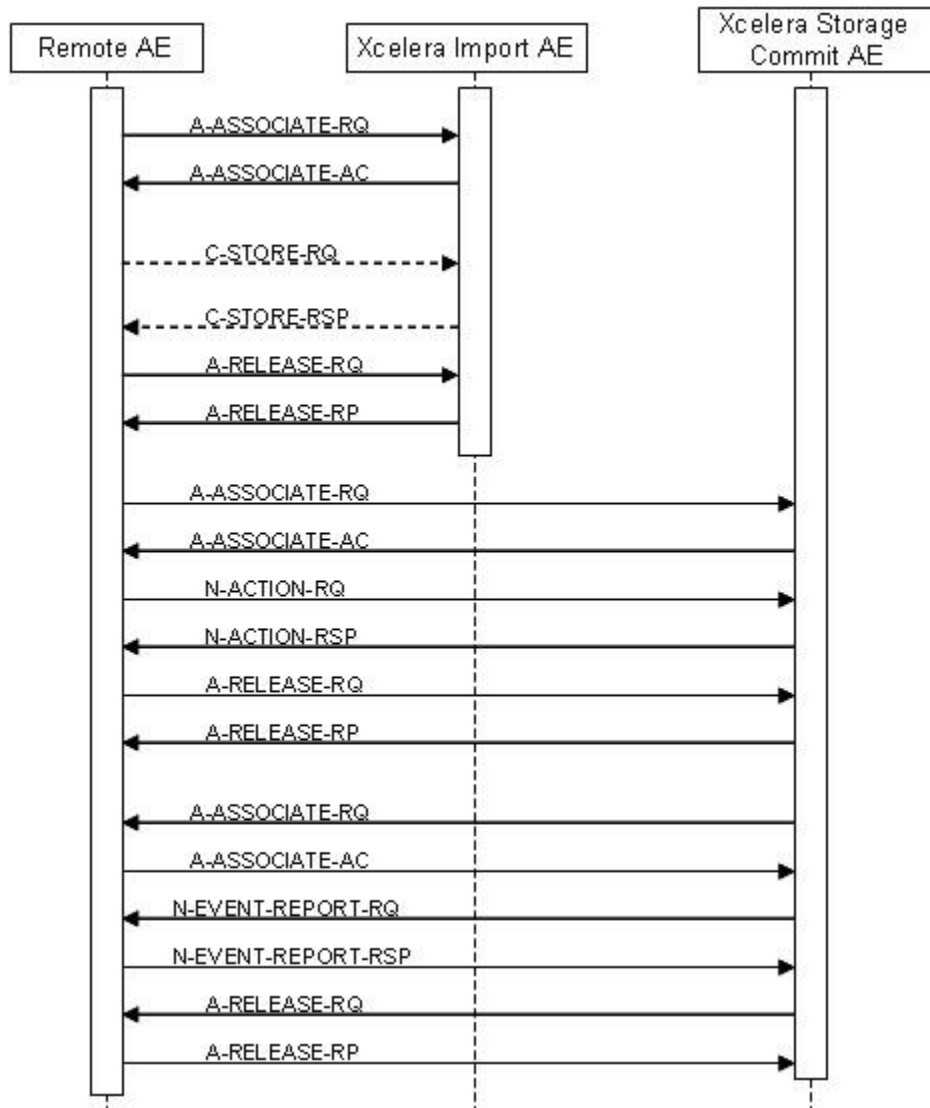 Remote AE
Xcelera Import AE
Xcelera Storage
Commit AE
A-ASSOCIATE-RQ
A-ASSOCIATE-AC
C-STORE-RQ
C-STORE-RSP
A-RELEASE-RQ
A-RELEASE-RP
A-ASSOCIATE-RQ
A-ASSOCIATE-AC
N-ACTION-RQ
N-ACTION-RSP
A-RELEASE-RQ
A-RELEASE-RP
A-ASSOCIATE-RQ
A-ASSOCIATE-AC
N-EVENT-REPORT-RQ
N-EVENT-REPORT-RSP
A-RELEASE-RQ
A-RELEASE-RP